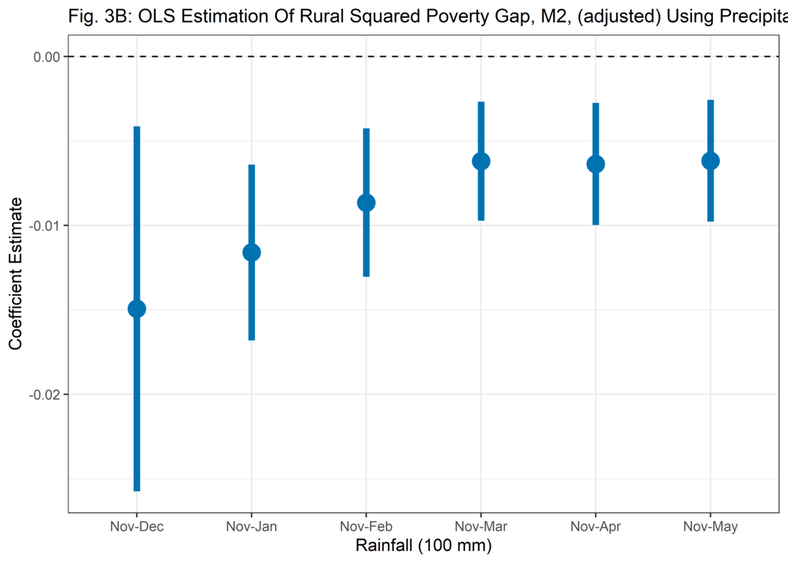 Fig. 3B: OLS Estimation Of Rural Squared Poverty Gap, M2, (adjusted) Using Precipita
0.00
-0.01
-0.02
Coefficient Estimate
Nov-Dec Nov-Jan Nov-Feb Nov-Mar Nov-Apr Nov-May
Rainfall (100 mm)